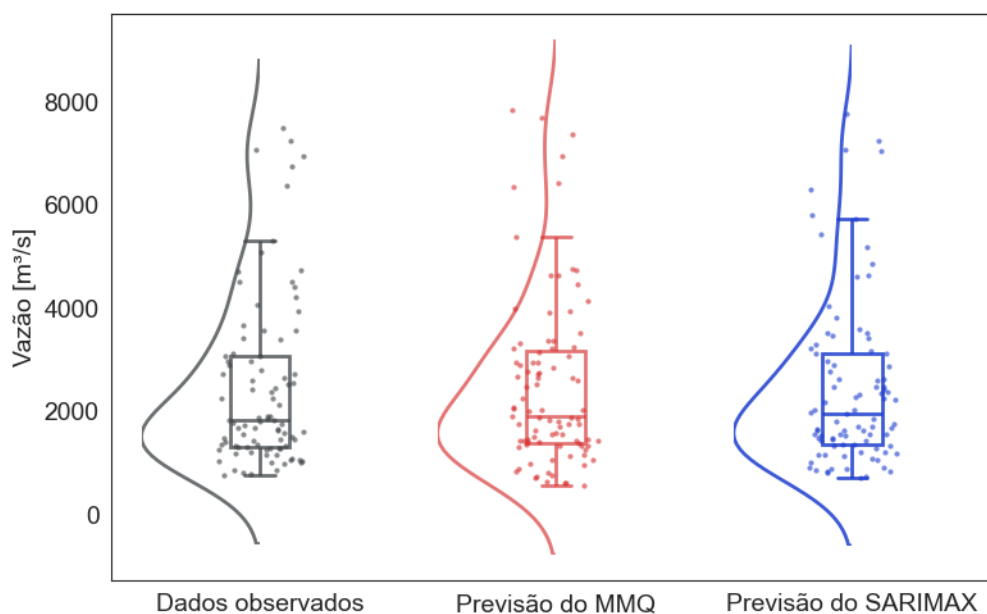 8000
6000
4000
2000
0
Vazão [m³/s]
Dados observados
Previsão do MMQ
Previsão do SARIMAX